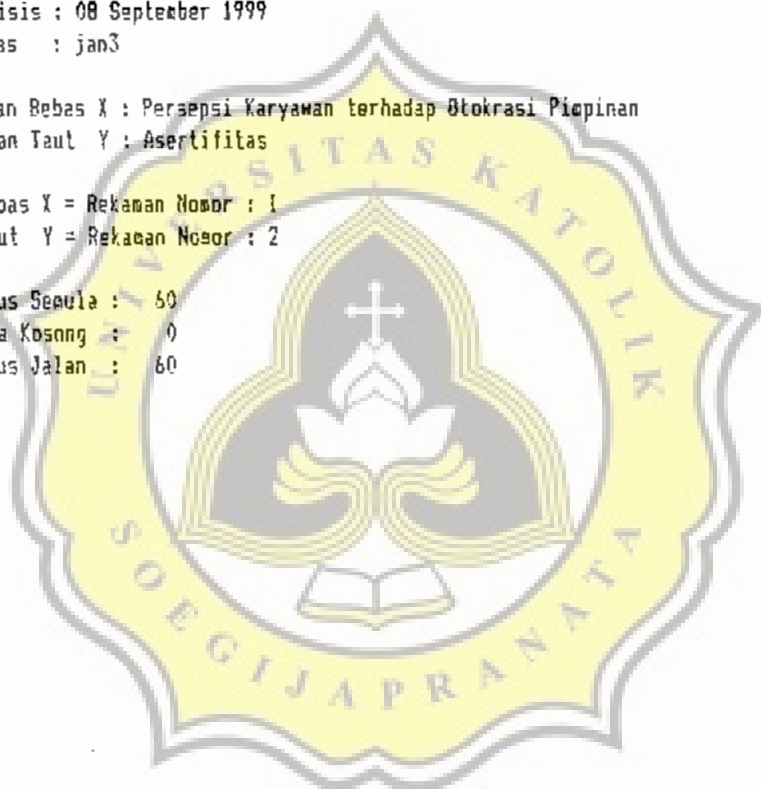 isis : 08 September 1999
as : jan3
an Bebas X : Persepsi Karyawan terhadap Otokrasi Pimpinan
an Taut Y : Asertifitas
bas X = Rekaman Nomor : 1
ut Y = Rekaman Nomor : 2
us Semula : 60
a Kosong : 0
us Jalan : 60
UNIVERSITAS KATOLIK
SOEGIJAPRANATA